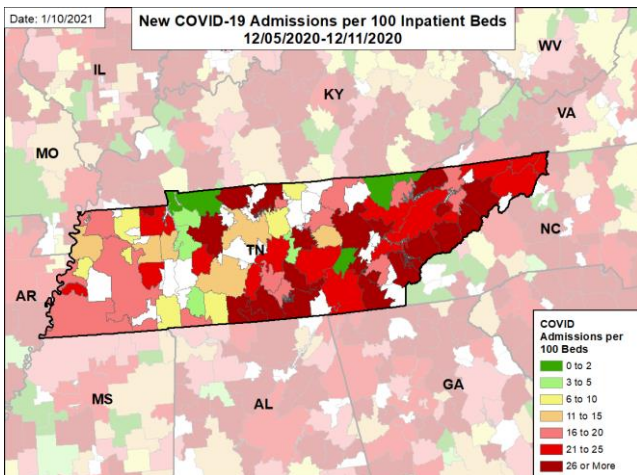 Date: 1/10/2021
New COVID-19 Admissions per 100 Inpatient Beds
12/05/2020-12/11/2020
WV
IL
KY
VA
MO
TN
NC
AR
MS
AL
GA
COVID
Admissions per
100 Beds
0 to 2
3 to 5
6 to 10
11 to 15
16 to 20
21 to 25
26 or More